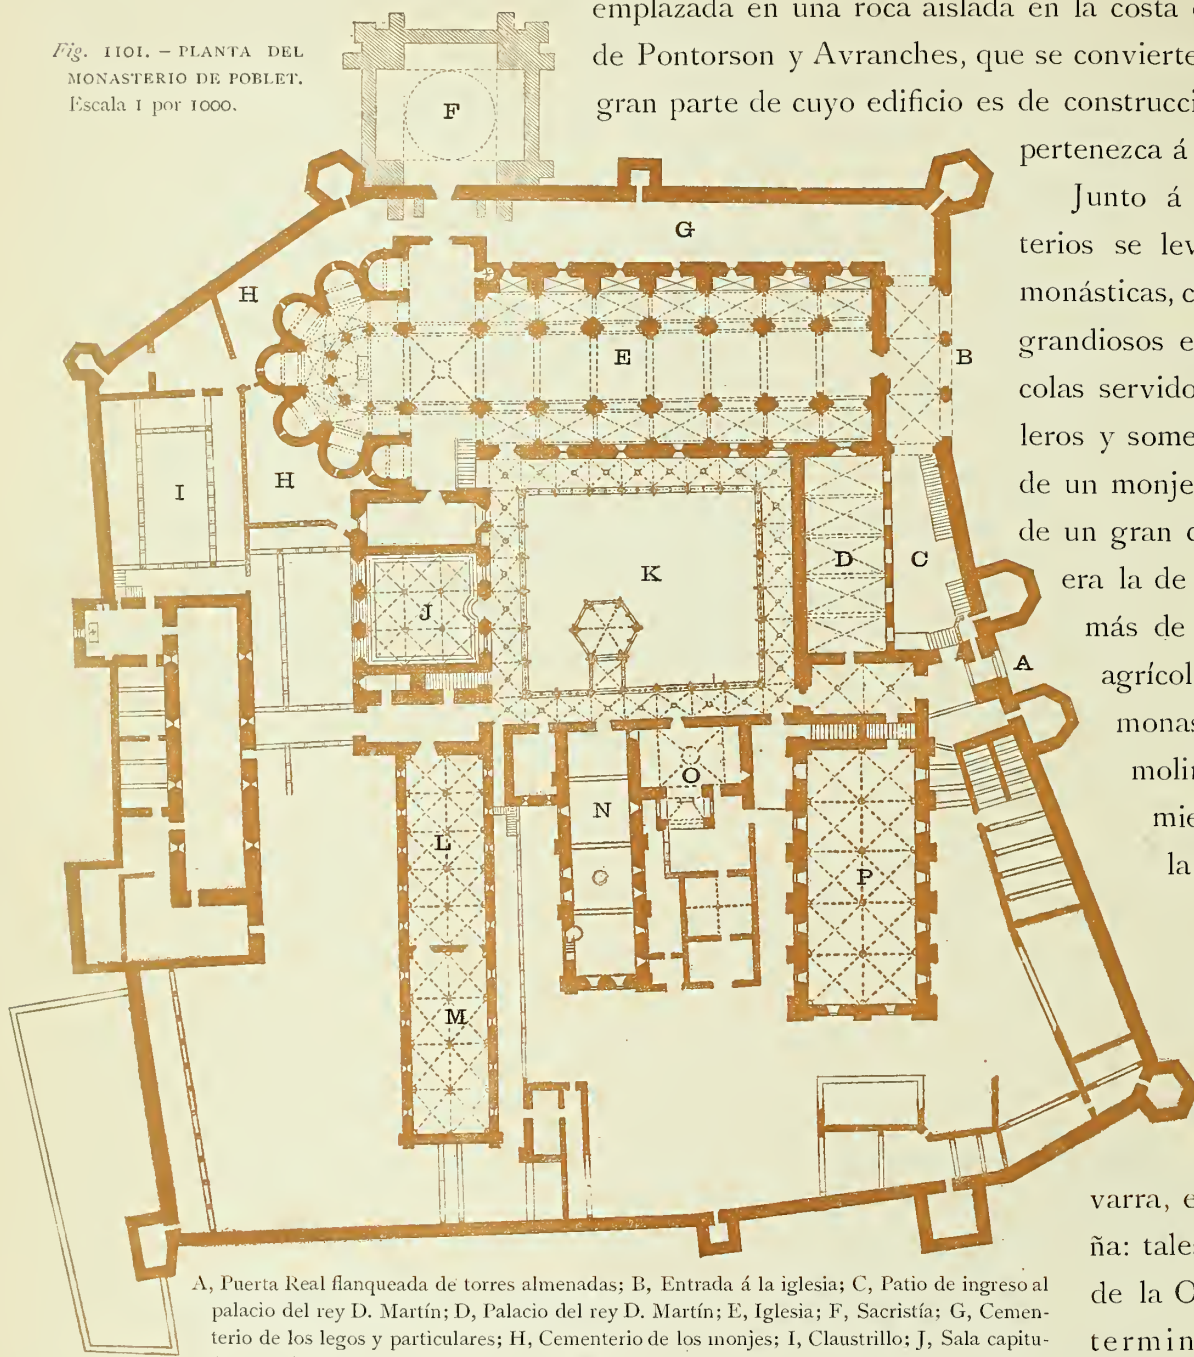 Fig. 1101. – PLANTA DEL
MONASTERIO DE POBLET.
Escala 1 por 1000.
emplazada en una roca aislada en la costa
de Pontorson y Avranches, que se convierte
gran parte de cuyo edificio es de construcci
pertenezca á
Junto á
terios se lev
monásticas, c
grandiosos e
colas servido
leros y some
de un monje
de un gran
era la de
más de
agrícol
monas
molin
mie
la
F
G
H
E
B
I
H
K
D
C
J
A
O
L
N
P
M
varra, e
ña: tale
de la O
termin
A, Puerta Real flanqueada de torres almenadas; B, Entrada á la iglesia; C, Patio de ingreso al
palacio del rey D. Martín; D, Palacio del rey D. Martín; E, Iglesia; F, Sacristía; G, Cemen-
terio de los legos y particulares; H, Cementerio de los monjes; I, Claustrillo; J, Sala capitu-